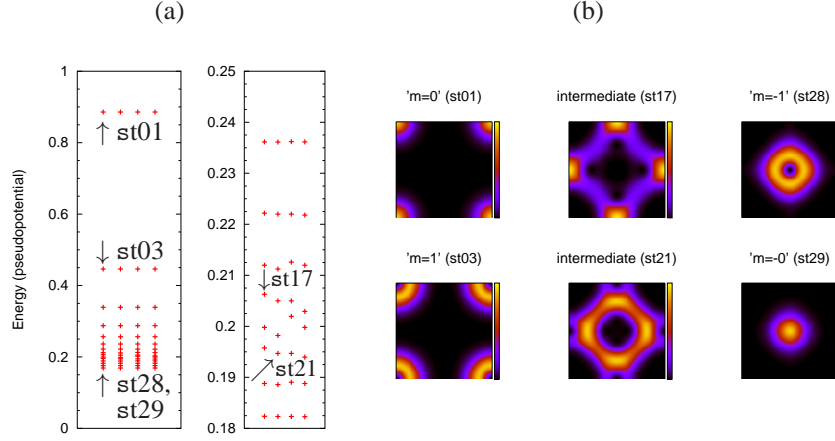 (a)
(b)
Energy (pseudopotential)
1
0.8
0.6
0.4
0.2
0
st01
st03
st28,
st29
0.25
0.24
0.23
0.22
0.21
0.2
0.19
0.18
st17
st21
'm=0' (st01)
intermediate (st17)
'm=-1' (st28)
'm=1' (st03)
intermediate (st21)
'm=-0' (st29)